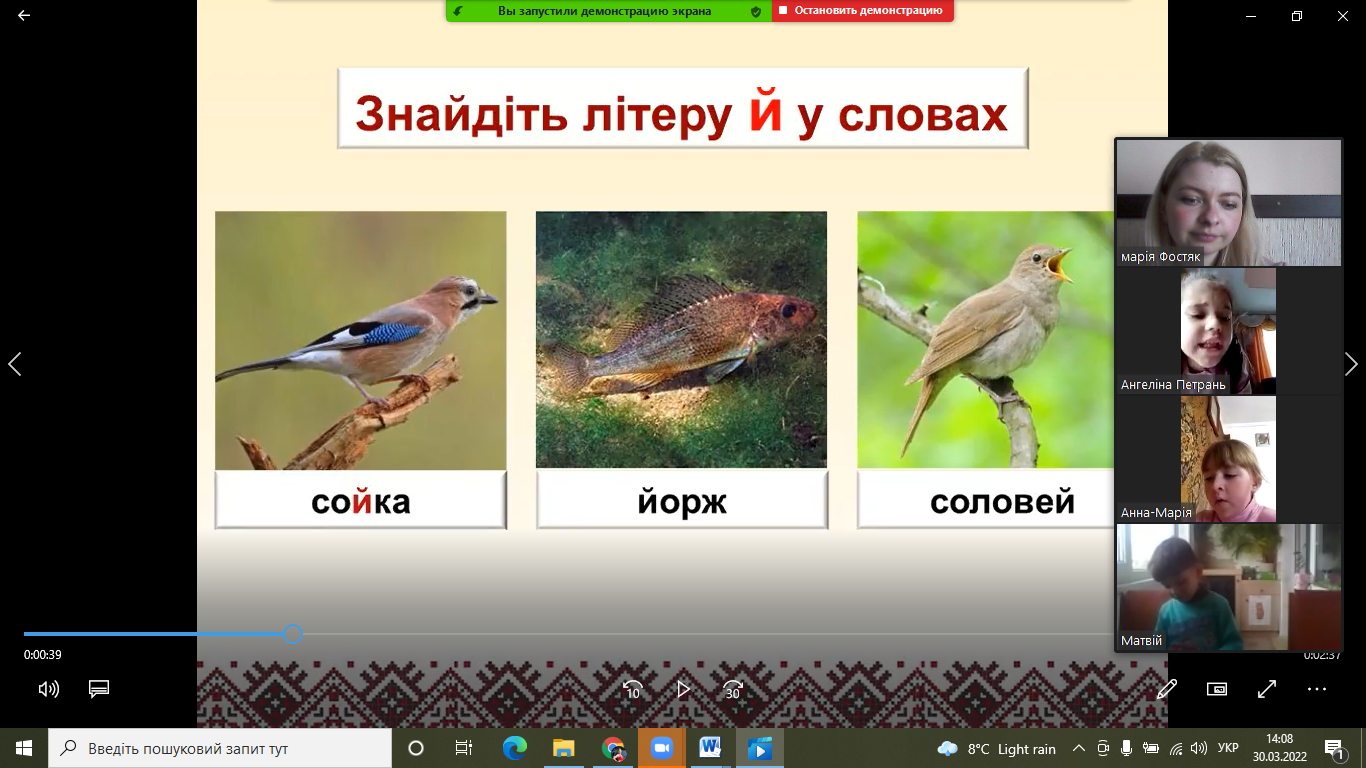 Вы запустили демонстрацию экрана
Остановить демонстрацию
Знайдіть літеру й у словах
сойка
йорж
соловей
марія Фостяк
Ангеліна Петрань
Анна-Марія
Матвій
0:00:39
0:02:37
10
30
Введіть пошуковий запит тут
8°C Light rain
УКР
14:08
30.03.2022
1